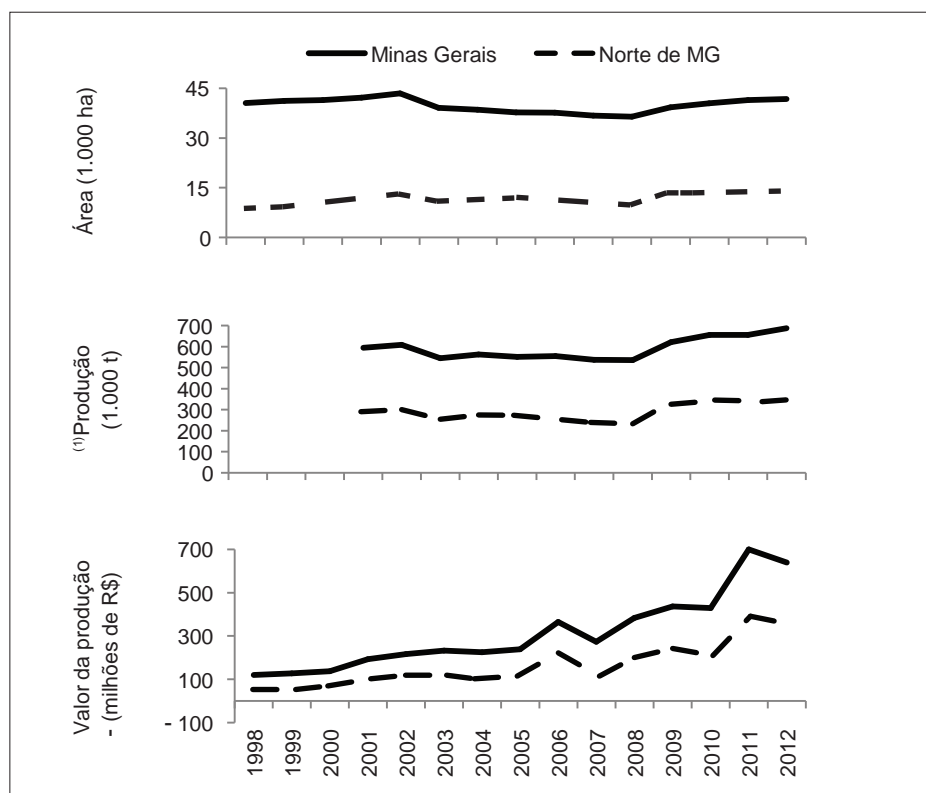 Minas Gerais Norte de MG
Área (1.000 ha)
45
30
15
0
⁽¹⁾Produção
(1.000 t)
700
600
500
400
300
200
100
0
Valor da produção
- (milhões de R$)
700
500
300
100
- 100
1998 1999 2000 2001 2002 2003 2004 2005 2006 2007 2008 2009 2010 2011 2012